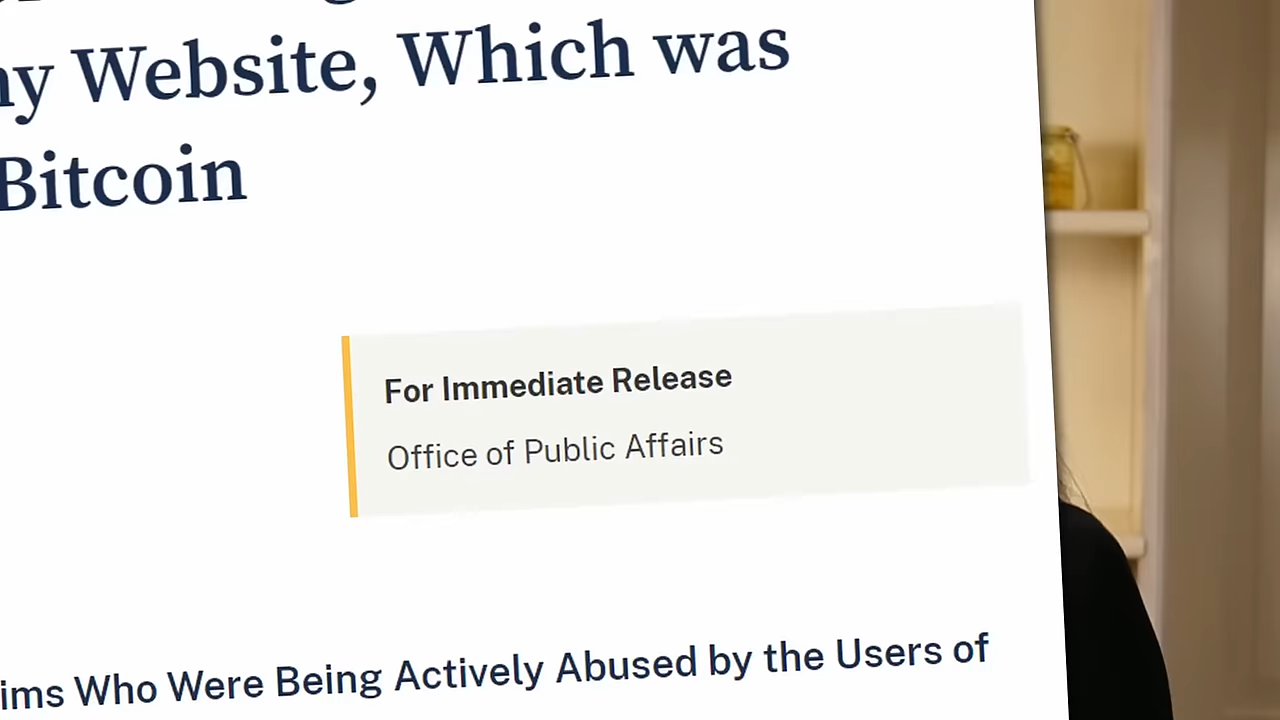 ny Website, Which was
Bitcoin
For Immediate Release
Office of Public Affairs
ims Who Were Being Actively Abused by the Users of